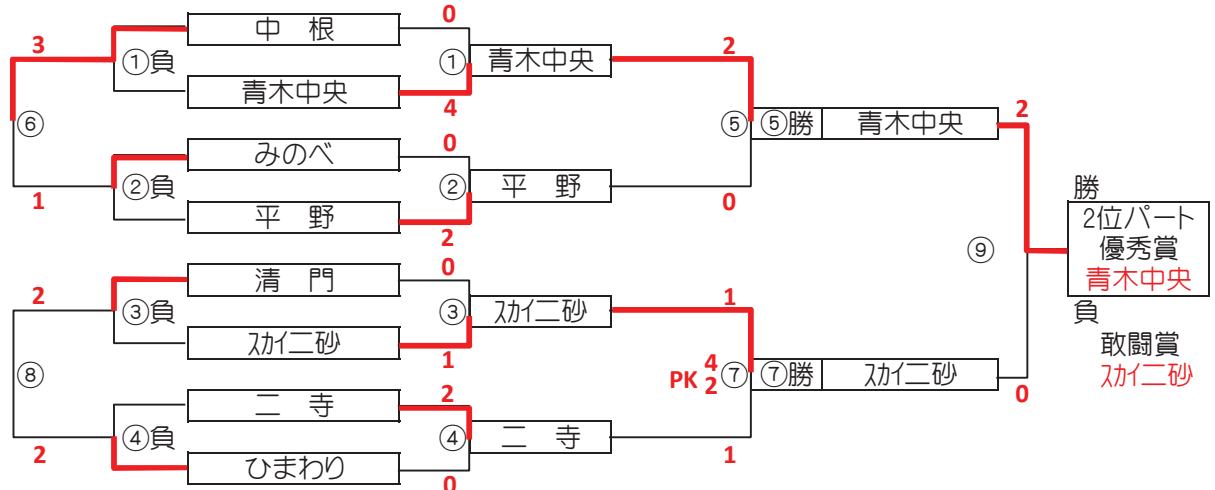 中 根
0
3
①負
①
青木中央
2
青木中央
4
⑥
⑤
⑤勝
青木中央
2
みのべ
0
②負
②
平 野
1
0
平 野
2
勝
2位パート
優秀賞
青木中央
⑨
清 門
0
2
③負
③
スカイ二砂
1
負
スカイ二砂
1
敢闘賞
スカイ二砂
⑧
PK
4
2
⑦
⑦勝
スカイ二砂
0
二 寺
2
④負
④
二 寺
2
1
ひまわり
0